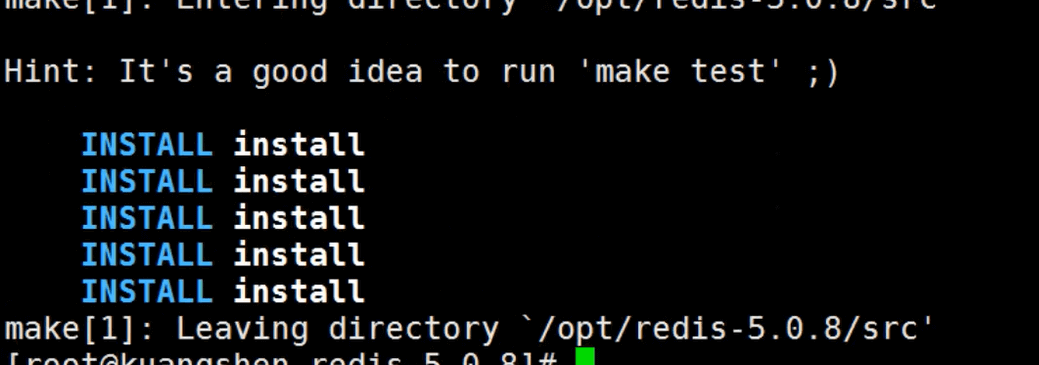 make[1]: Entering directory `/opt/redis-5.0.8/src'
Hint: It's a good idea to run 'make test' ;)
INSTALL install
INSTALL install
INSTALL install
INSTALL install
INSTALL install
make[1]: Leaving directory `/opt/redis-5.0.8/src'
[root@kuangshen redis-5.0.8]#